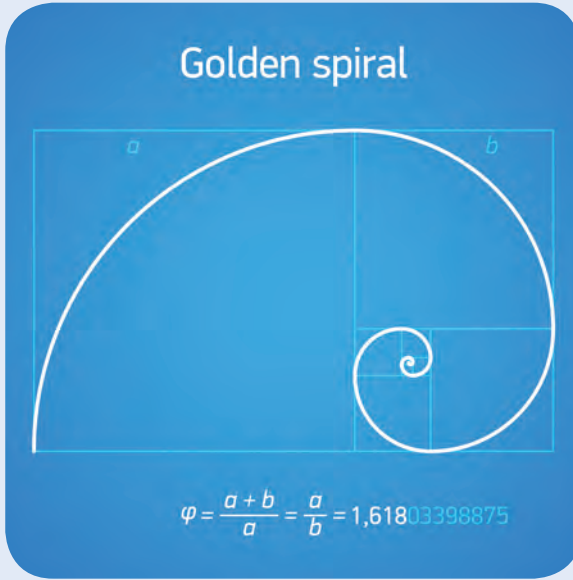 Golden spiral
a b
φ = a + b / a = a / b = 1,61803398875